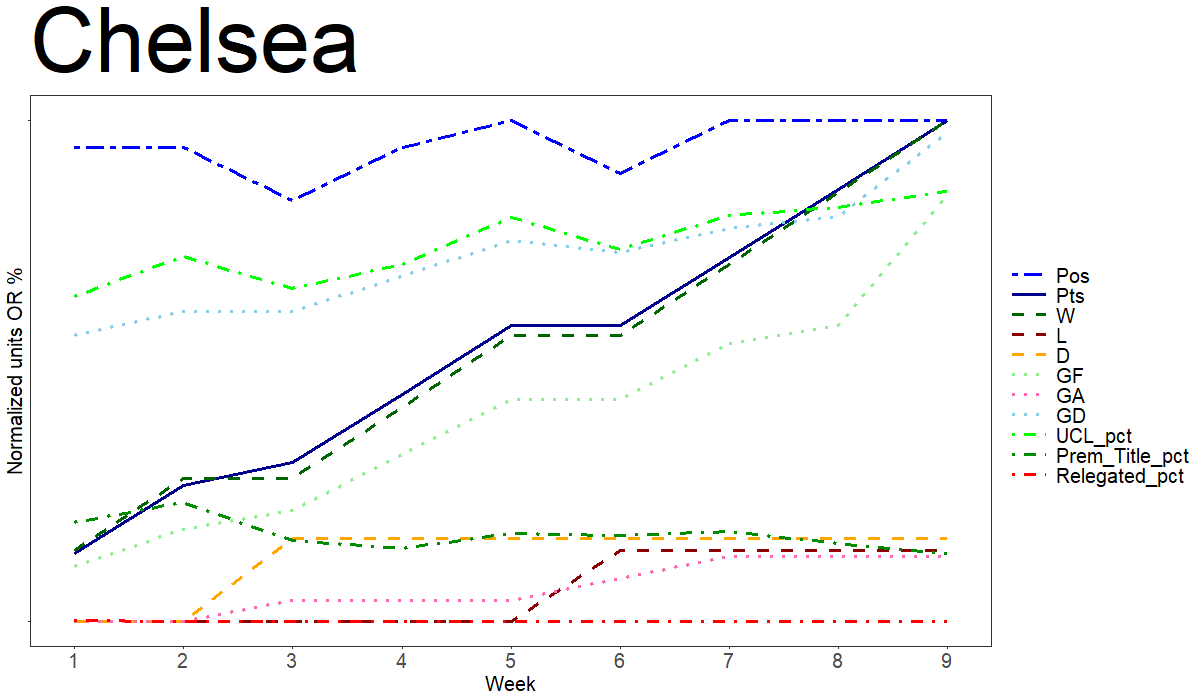 Chelsea
Normalized units OR %
Pos
Pts
W
L
D
GF
GA
GD
UCL_pct
Prem_Title_pct
Relegated_pct
1 2 3 4 5 6 7 8 9
Week